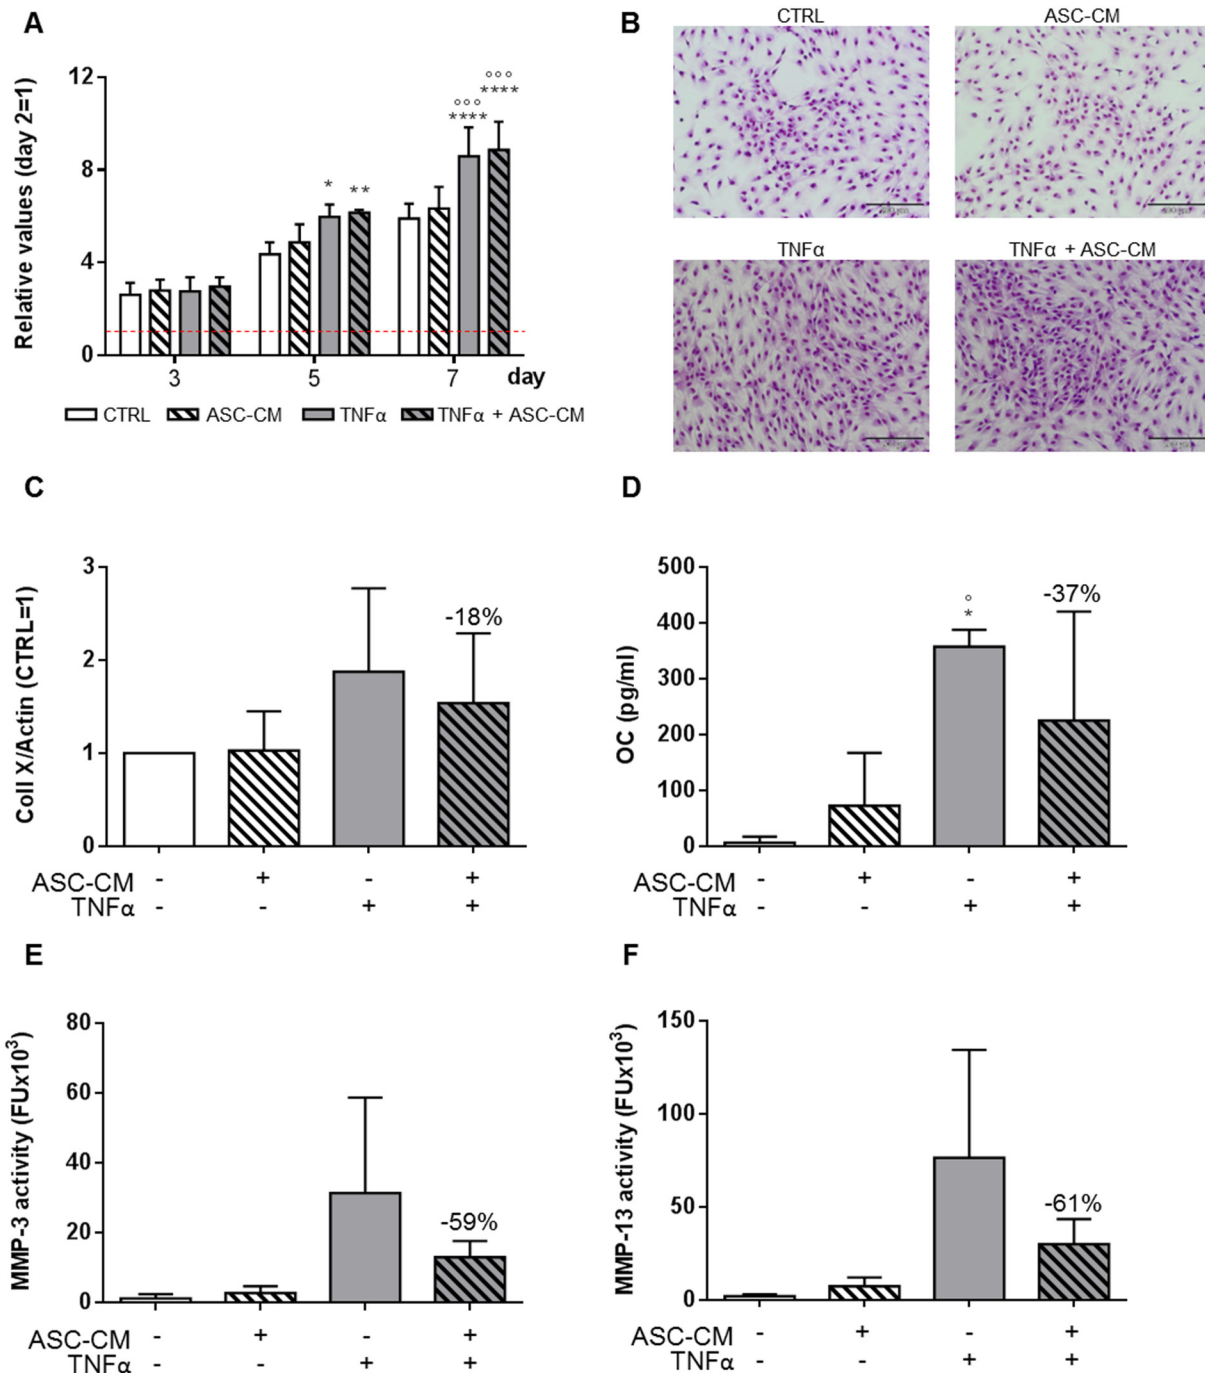 A
Relative values (day 2=1)
12
8
4
0
°°°
****
°°°
****
*
**
3
5
7
day
CTRL
ASC-CM
TNFα
TNFα + ASC-CM
B
CTRL
ASC-CM
TNFα
TNFα + ASC-CM
C
Coll X/Actin (CTRL=1)
3
2
1
0
-18%
ASC-CM - + - +
TNFα - - + +
D
OC (pg/ml)
500
400
300
200
100
0
°
*
-37%
ASC-CM - + - +
TNFα - - + +
E
MMP-3 activity (FUx10³)
80
60
40
20
0
-59%
ASC-CM - + - +
TNFα - - + +
F
MMP-13 activity (FUx10³)
150
100
50
0
-61%
ASC-CM - + - +
TNFα - - + +